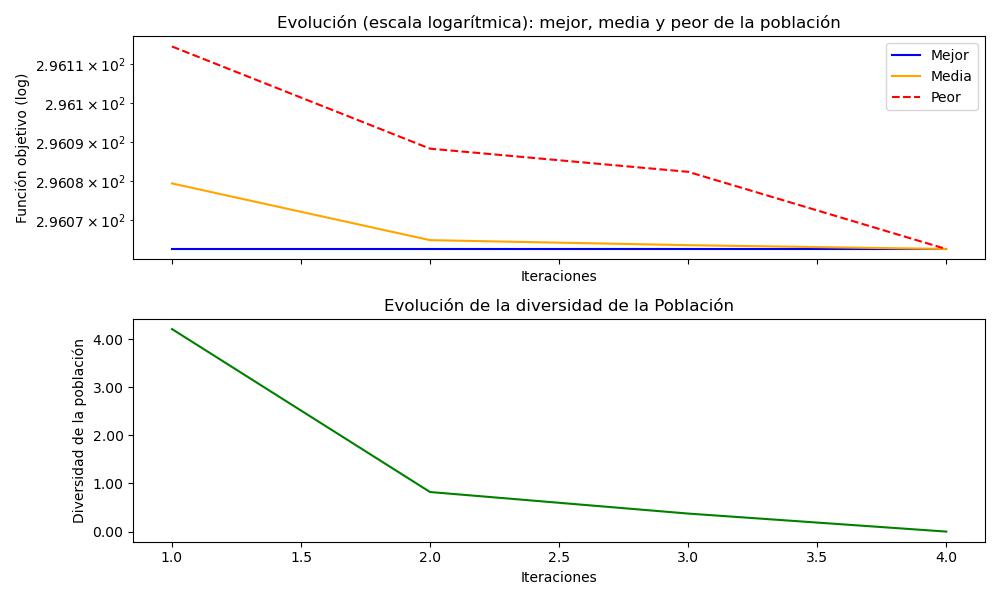 Evolución (escala logarítmica): mejor, media y peor de la población
Función objetivo (log)
2.9611 × 10²
2.961 × 10²
2.9609 × 10²
2.9608 × 10²
2.9607 × 10²
Mejor
Media
Peor
Iteraciones
Evolución de la diversidad de la Población
Diversidad de la población
4.00
3.00
2.00
1.00
0.00
1.0 1.5 2.0 2.5 3.0 3.5 4.0
Iteraciones